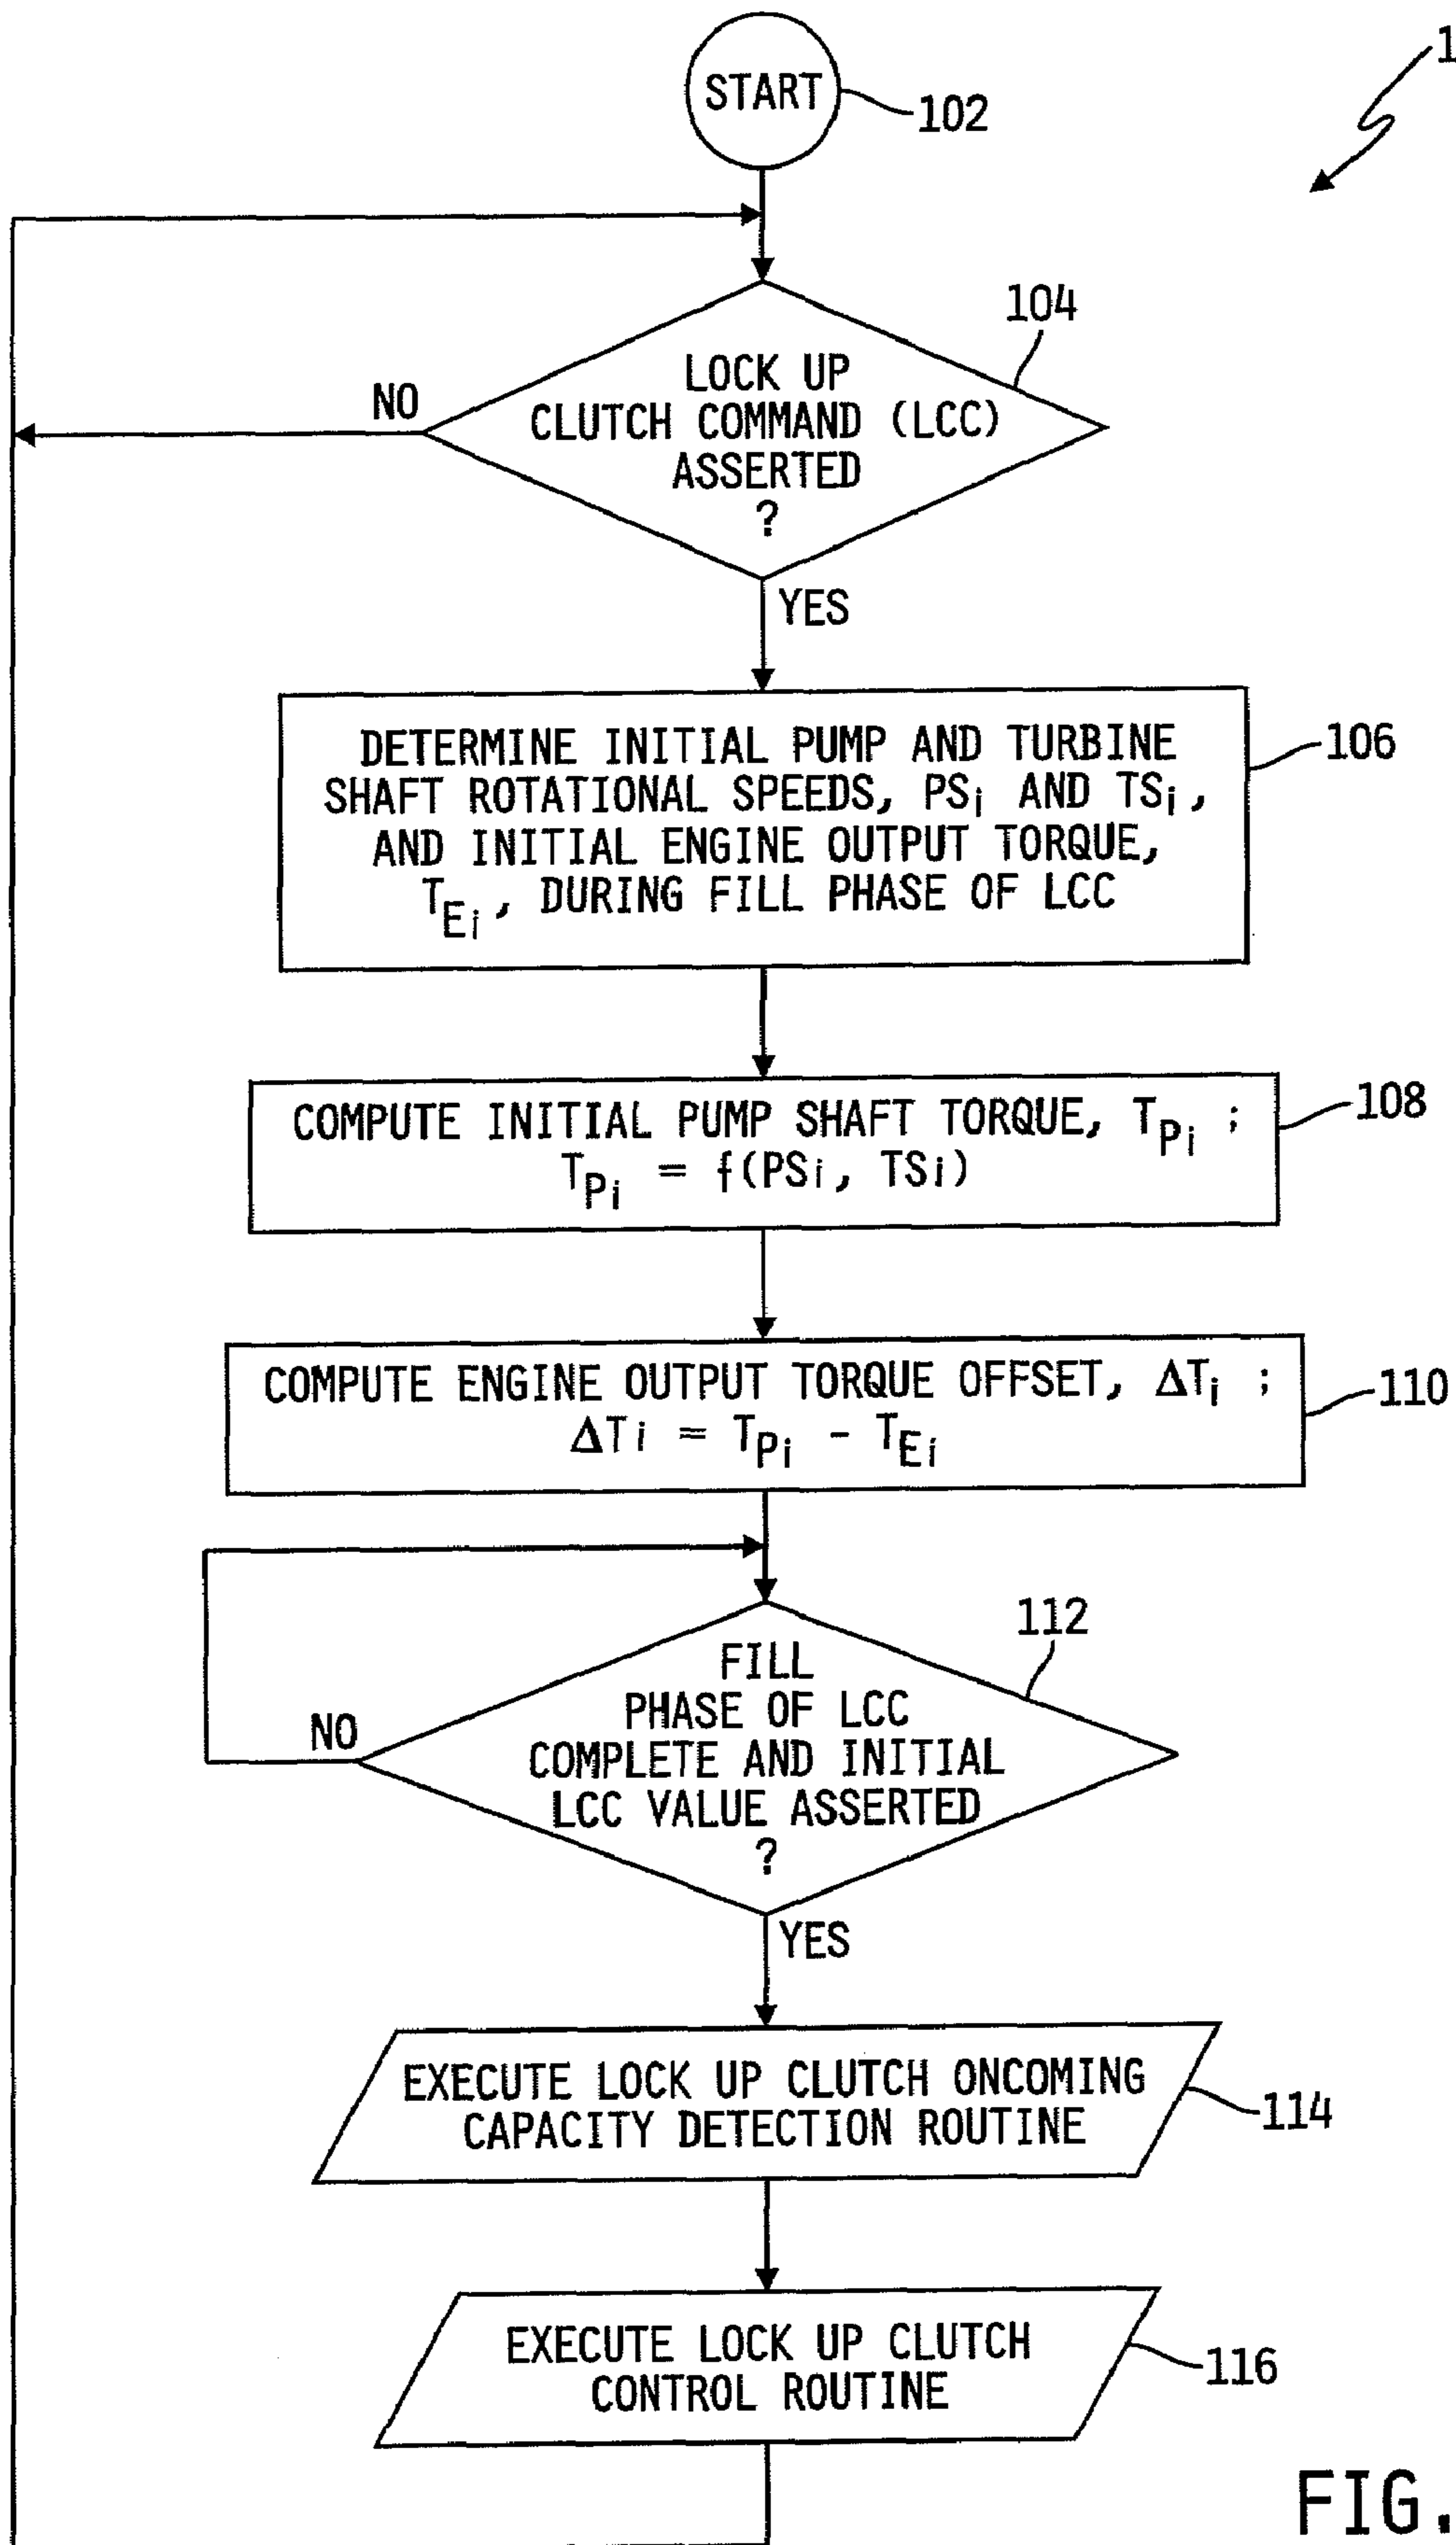 START
102
1
LOCK UP
CLUTCH COMMAND (LCC)
ASSERTED
?
104
NO
YES
DETERMINE INITIAL PUMP AND TURBINE
SHAFT ROTATIONAL SPEEDS, PSi AND TSi,
AND INITIAL ENGINE OUTPUT TORQUE,
TEi, DURING FILL PHASE OF LCC
106
COMPUTE INITIAL PUMP SHAFT TORQUE, TPi ;
TPi = f(PSi, TSi)
108
COMPUTE ENGINE OUTPUT TORQUE OFFSET, ΔTi ;
ΔTi = TPi - TEi
110
FILL
PHASE OF LCC
COMPLETE AND INITIAL
LCC VALUE ASSERTED
?
112
NO
YES
EXECUTE LOCK UP CLUTCH ONCOMING
CAPACITY DETECTION ROUTINE
114
EXECUTE LOCK UP CLUTCH
CONTROL ROUTINE
116
FIG.